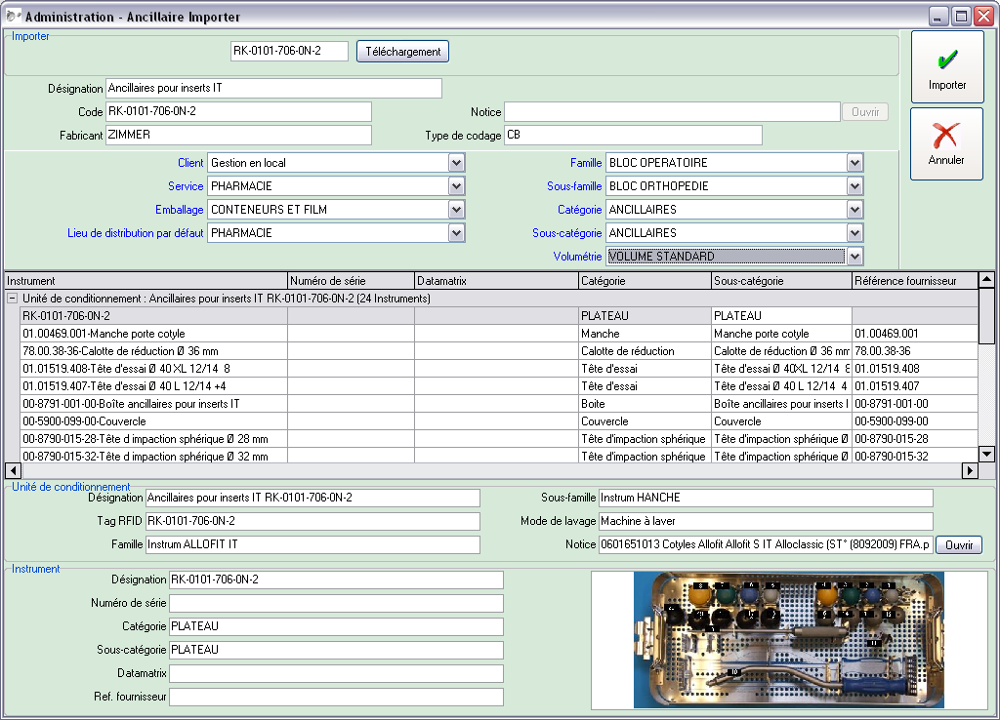 Administration - Ancillaire Importer
Importer
RK-0101-706-0N-2 Téléchargement
Importer
Annuler
Désignation Ancillaires pour inserts IT
Code RK-0101-706-0N-2 Notice Ouvrir
Fabricant ZIMMER Type de codage CB
Client Gestion en local Famille BLOC OPERATOIRE
Service PHARMACIE Sous-famille BLOC ORTHOPEDIE
Emballage CONTENEURS ET FILM Catégorie ANCILLAIRES
Lieu de distribution par défaut PHARMACIE Sous-catégorie ANCILLAIRES
Volumétrie VOLUME STANDARD
Instrument Numéro de série Datamatrix Catégorie Sous-catégorie Référence fournisseur
Unité de conditionnement : Ancillaires pour inserts IT RK-0101-706-0N-2 (24 Instruments)
RK-0101-706-0N-2 PLATEAU PLATEAU
01.00469.001-Manche porte cotyle Manche Manche porte cotyle 01.00469.001
78.00.38-36-Calotte de réduction Ø 36 mm Calotte de réduction Calotte de réduction Ø 36 mm 78.00.38-36
01.01519.408-Tête d'essai Ø 40 XL 12/14 8 Tête d'essai Tête d'essai Ø 40XL 12/14 8 01.01519.408
01.01519.407-Tête d'essai Ø 40 L 12/14 +4 Tête d'essai Tête d'essai Ø 40 L 12/14 4 01.01519.407
00-8791-001-00-Boîte ancillaires pour inserts IT Boite Boîte ancillaires pour inserts I 00-8791-001-00
00-5900-099-00-Couvercle Couvercle Couvercle 00-5900-099-00
00-8790-015-28-Tête d impaction sphérique Ø 28 mm Tête d'impaction sphérique Tête d'impaction sphérique Ø 00-8790-015-28
00-8790-015-32-Tête d impaction sphérique Ø 32 mm Tête d'impaction sphérique Tête d'impaction sphérique Ø 00-8790-015-32
Unité de conditionnement
Désignation Ancillaires pour inserts IT RK-0101-706-0N-2 Sous-famille Instrum HANCHE
Tag RFID RK-0101-706-0N-2 Mode de lavage Machine à laver
Famille Instrum ALLOFIT IT Notice 0601651013 Cotyles Allofit Allofit S IT Alloclassic (ST° (8092009) FRA.p Ouvrir
Instrument
Désignation RK-0101-706-0N-2
Numéro de série
Catégorie PLATEAU
Sous-catégorie PLATEAU
Datamatrix
Ref. fournisseur
10
11